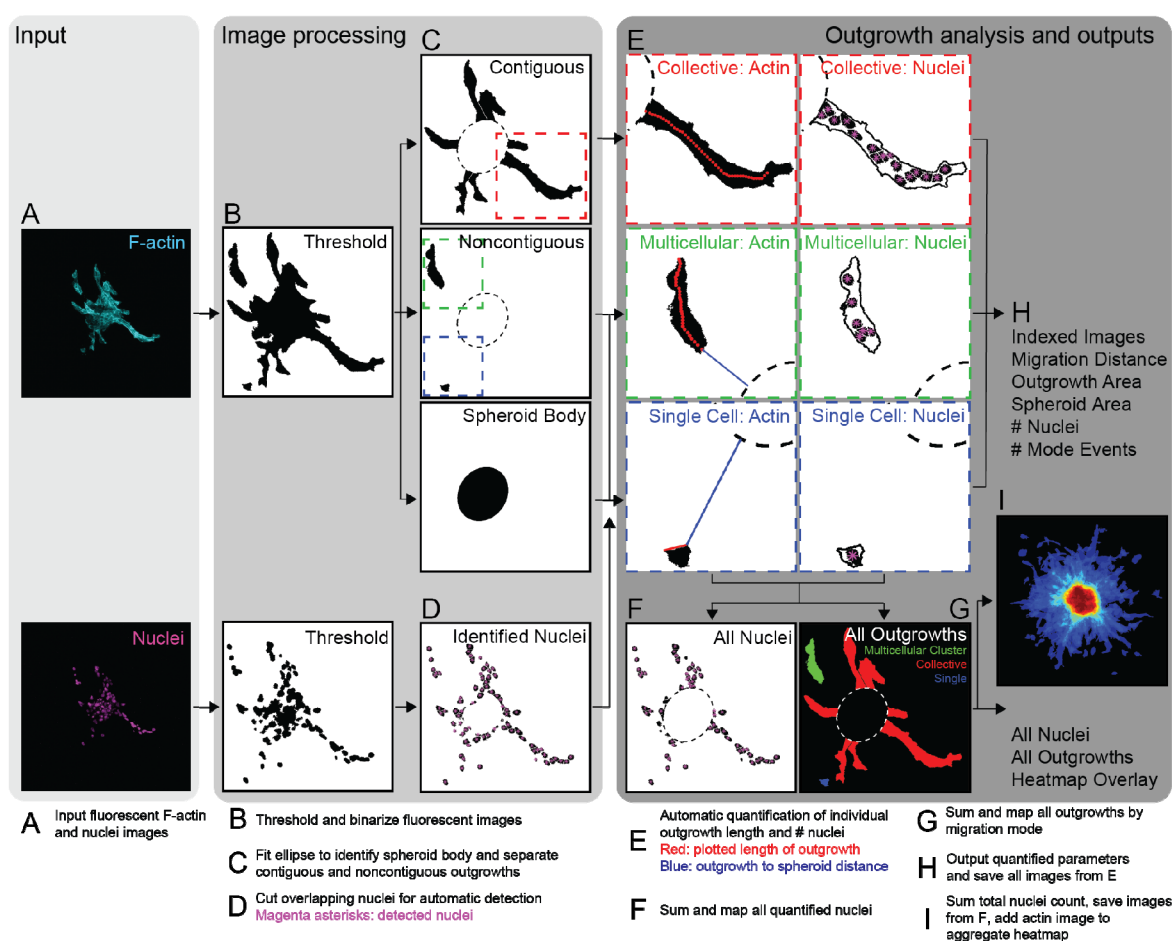 Input
Image processing
Outgrowth analysis and outputs
A
F-actin
B
Threshold
C
Contiguous
Noncontiguous
Spheroid Body
Nuclei
Threshold
D
Identified Nuclei
E
Collective: Actin
Collective: Nuclei
Multicellular: Actin
Multicellular: Nuclei
Single Cell: Actin
Single Cell: Nuclei
F
All Nuclei
G
All Outgrowths
Multicellular Cluster
Collective
Single
H
Indexed Images
Migration Distance
Outgrowth Area
Spheroid Area
# Nuclei
# Mode Events
I
All Nuclei
All Outgrowths
Heatmap Overlay
A Input fluorescent F-actin
and nuclei images
B Threshold and binarize fluorescent images
C Fit ellipse to identify spheroid body and separate
contiguous and noncontiguous outgrowths
D Cut overlapping nuclei for automatic detection
Magenta asterisks: detected nuclei
E Automatic quantification of individual
outgrowth length and # nuclei
Red: plotted length of outgrowth
Blue: outgrowth to spheroid distance
F Sum and map all quantified nuclei
G Sum and map all outgrowths by
migration mode
H Output quantified parameters
and save all images from E
I Sum total nuclei count, save images
from F, add actin image to
aggregate heatmap